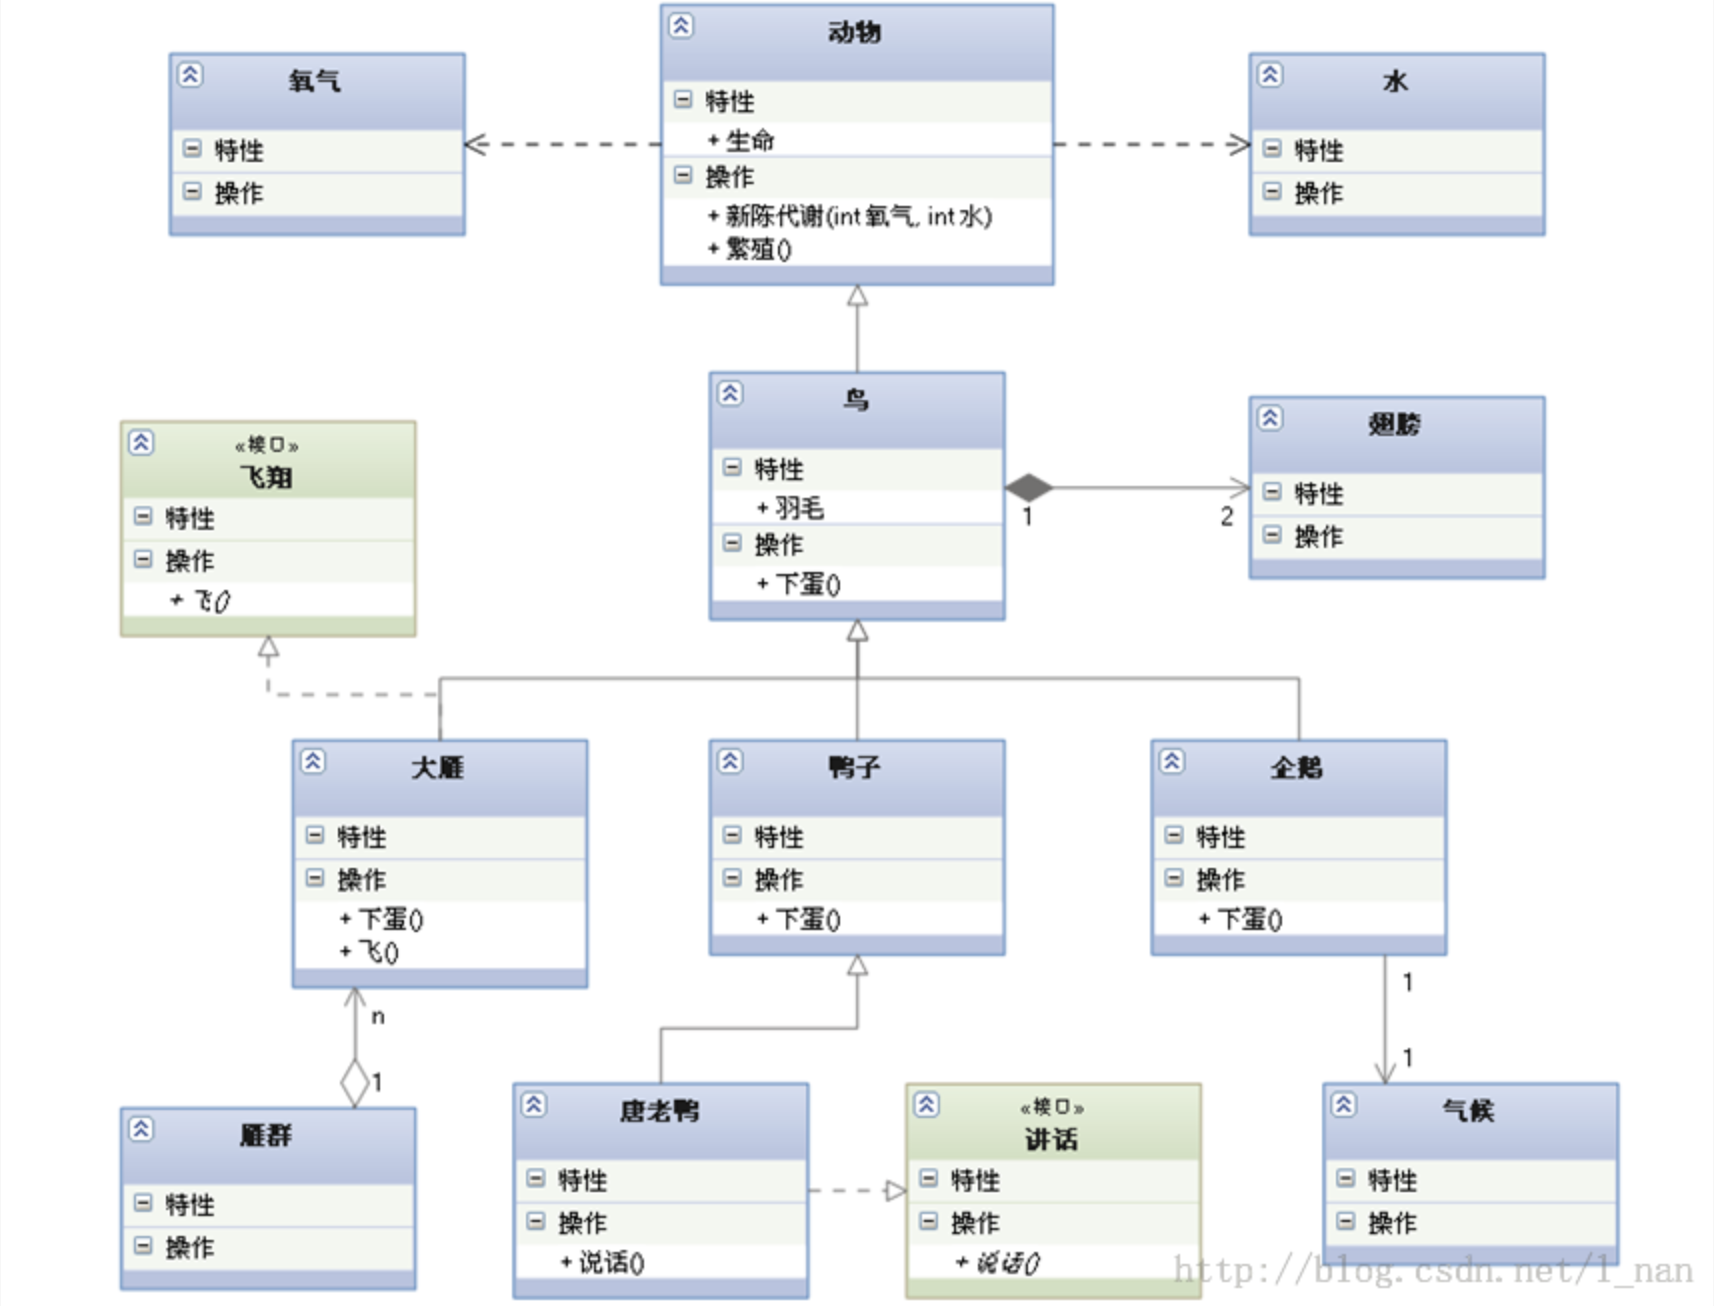 动物
特性
+ 生命
操作
+ 新陈代谢(int 氧气, int 水)
+ 繁殖()
氧气
特性
操作
水
特性
操作
鸟
特性
+ 羽毛
操作
+ 下蛋()
1
2
翅膀
特性
操作
«接口»
飞翔
特性
操作
+ 飞()
大雁
特性
操作
+ 下蛋()
+ 飞()
鸭子
特性
操作
+ 下蛋()
企鹅
特性
操作
+ 下蛋()
n
1
1
1
雁群
特性
操作
唐老鸭
特性
操作
+ 说话()
«接口»
讲话
特性
操作
+ 说话()
气候
特性
操作
http://blog.csdn.net/l_nan